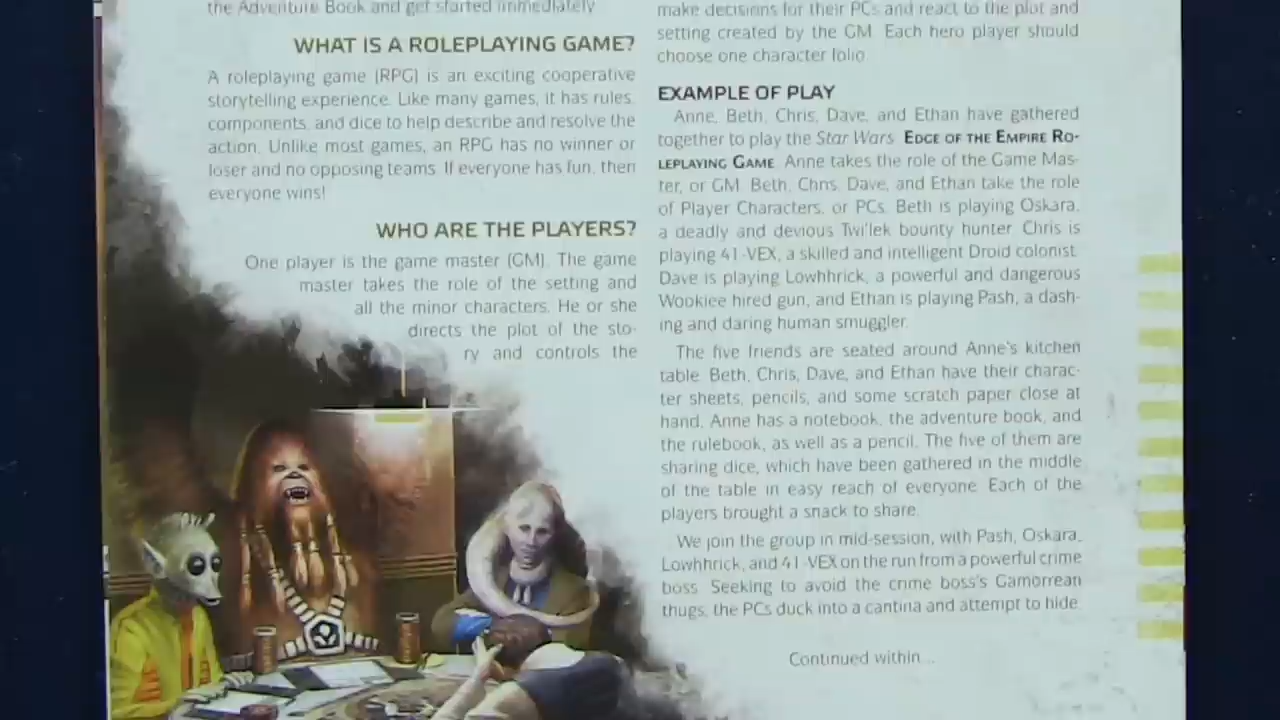 the Adventure Book and get started immediately
WHAT IS A ROLEPLAYING GAME?
A roleplaying game (RPG) is an exciting cooperative
storytelling experience. Like many games, it has rules,
components, and dice to help describe and resolve the
action. Unlike most games, an RPG has no winner or
loser and no opposing teams. If everyone has fun, then
everyone wins!
WHO ARE THE PLAYERS?
One player is the game master (GM). The game
master takes the role of the setting and
all the minor characters. He or she
directs the plot of the sto-
ry and controls the
make decisions for their PCs and react to the plot and
setting created by the GM. Each hero player should
choose one character folio.
EXAMPLE OF PLAY
Anne, Beth, Chris, Dave, and Ethan have gathered
together to play the Star Wars: EDGE OF THE EMPIRE RO-
LEPLAYING GAME. Anne takes the role of the Game Mas-
ter, or GM. Beth, Chris, Dave, and Ethan take the role
of Player Characters, or PCs. Beth is playing Oskara,
a deadly and devious Twi'lek bounty hunter. Chris is
playing 41-VEX, a skilled and intelligent Droid colonist.
Dave is playing Lowhhrick, a powerful and dangerous
Wookiee hired gun, and Ethan is playing Pash, a dash-
ing and daring human smuggler.
The five friends are seated around Anne's kitchen
table. Beth, Chris, Dave, and Ethan have their charac-
ter sheets, pencils, and some scratch paper close at
hand. Anne has a notebook, the adventure book, and
the rulebook, as well as a pencil. The five of them are
sharing dice, which have been gathered in the middle
of the table in easy reach of everyone. Each of the
players brought a snack to share.
We join the group in mid-session, with Pash, Oskara,
Lowhhrick, and 41-VEX on the run from a powerful crime
boss. Seeking to avoid the crime boss's Gamorrean
thugs, the PCs duck into a cantina and attempt to hide.
Continued within...